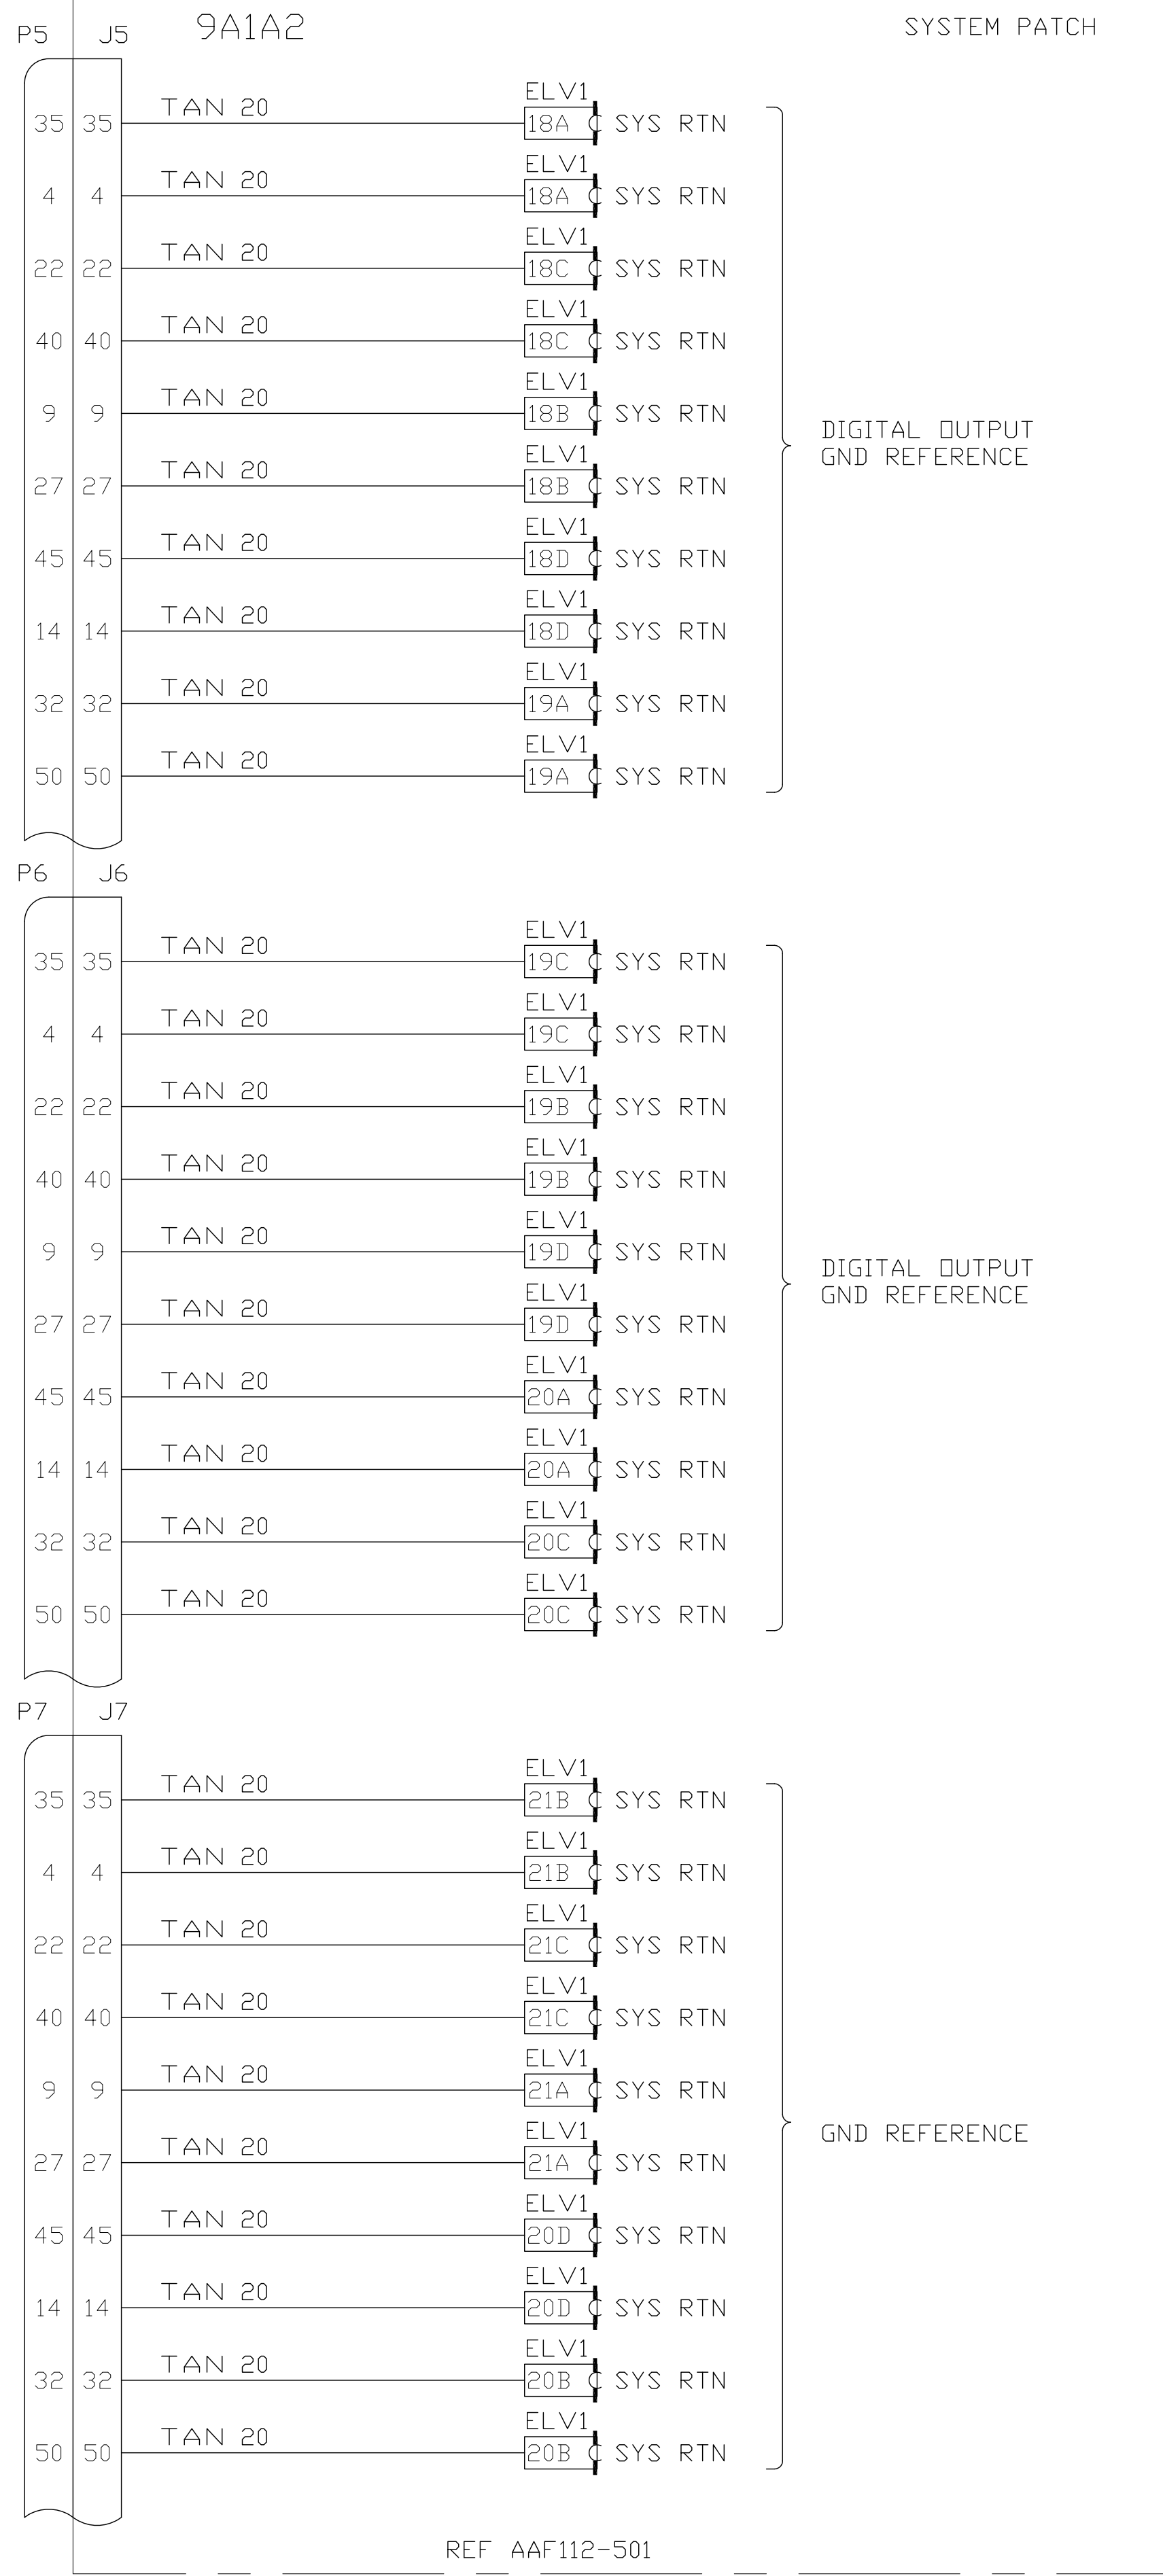 P5 J5 9A1A2 SYSTEM PATCH
ELV1
TAN 20
35 35 18A SYS RTN
ELV1
TAN 20
4 4 18A SYS RTN
ELV1
TAN 20
22 22 18C SYS RTN
ELV1
TAN 20
40 40 18C SYS RTN
ELV1
TAN 20
9 9 18B SYS RTN
DIGITAL OUTPUT
GND REFERENCE
ELV1
TAN 20
27 27 18B SYS RTN
ELV1
TAN 20
45 45 18D SYS RTN
ELV1
TAN 20
14 14 18D SYS RTN
ELV1
TAN 20
32 32 19A SYS RTN
ELV1
TAN 20
50 50 19A SYS RTN
P6 J6
ELV1
TAN 20
35 35 19C SYS RTN
ELV1
TAN 20
4 4 19C SYS RTN
ELV1
TAN 20
22 22 19B SYS RTN
ELV1
TAN 20
40 40 19B SYS RTN
ELV1
TAN 20
9 9 19D SYS RTN
DIGITAL OUTPUT
GND REFERENCE
ELV1
TAN 20
27 27 19D SYS RTN
ELV1
TAN 20
45 45 20A SYS RTN
ELV1
TAN 20
14 14 20A SYS RTN
ELV1
TAN 20
32 32 20C SYS RTN
ELV1
TAN 20
50 50 20C SYS RTN
P7 J7
ELV1
TAN 20
35 35 21B SYS RTN
ELV1
TAN 20
4 4 21B SYS RTN
ELV1
TAN 20
22 22 21C SYS RTN
ELV1
TAN 20
40 40 21C SYS RTN
ELV1
TAN 20
9 9 21A SYS RTN
GND REFERENCE
ELV1
TAN 20
27 27 21A SYS RTN
ELV1
TAN 20
45 45 20D SYS RTN
ELV1
TAN 20
14 14 20D SYS RTN
ELV1
TAN 20
32 32 20B SYS RTN
ELV1
TAN 20
50 50 20B SYS RTN
REF AAF112-501